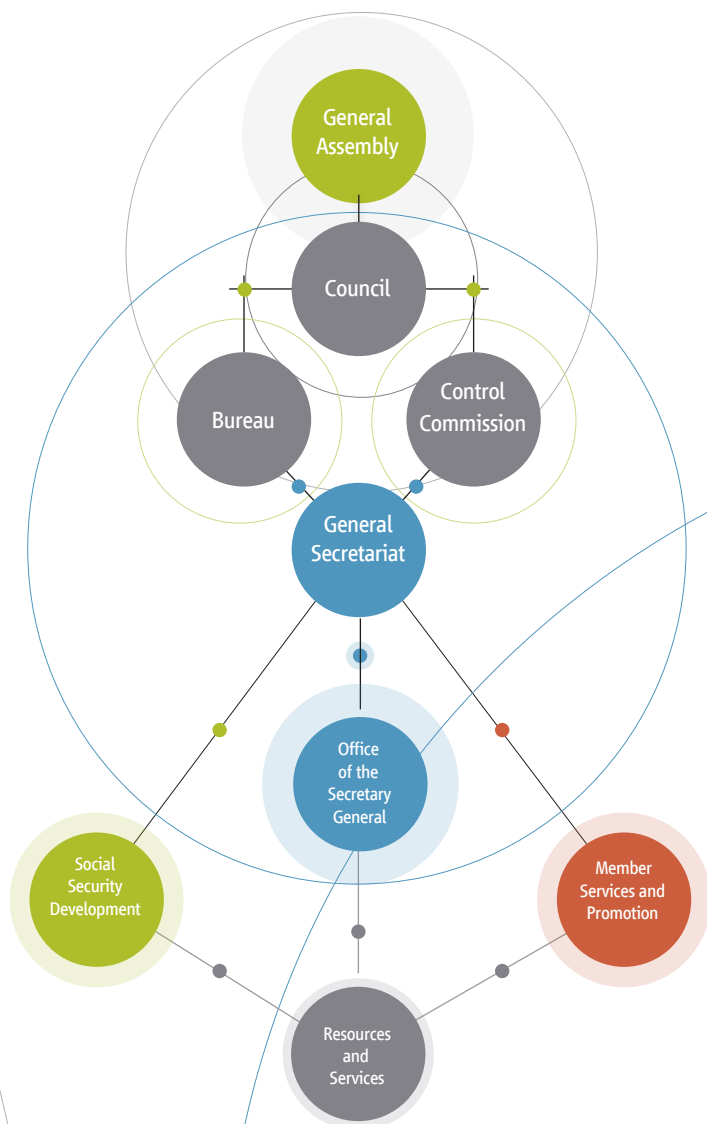 General
Assembly
Council
Bureau
Control
Commission
General
Secretariat
Office
of the
Secretary
General
Social
Security
Development
Member
Services and
Promotion
Resources
and
Services